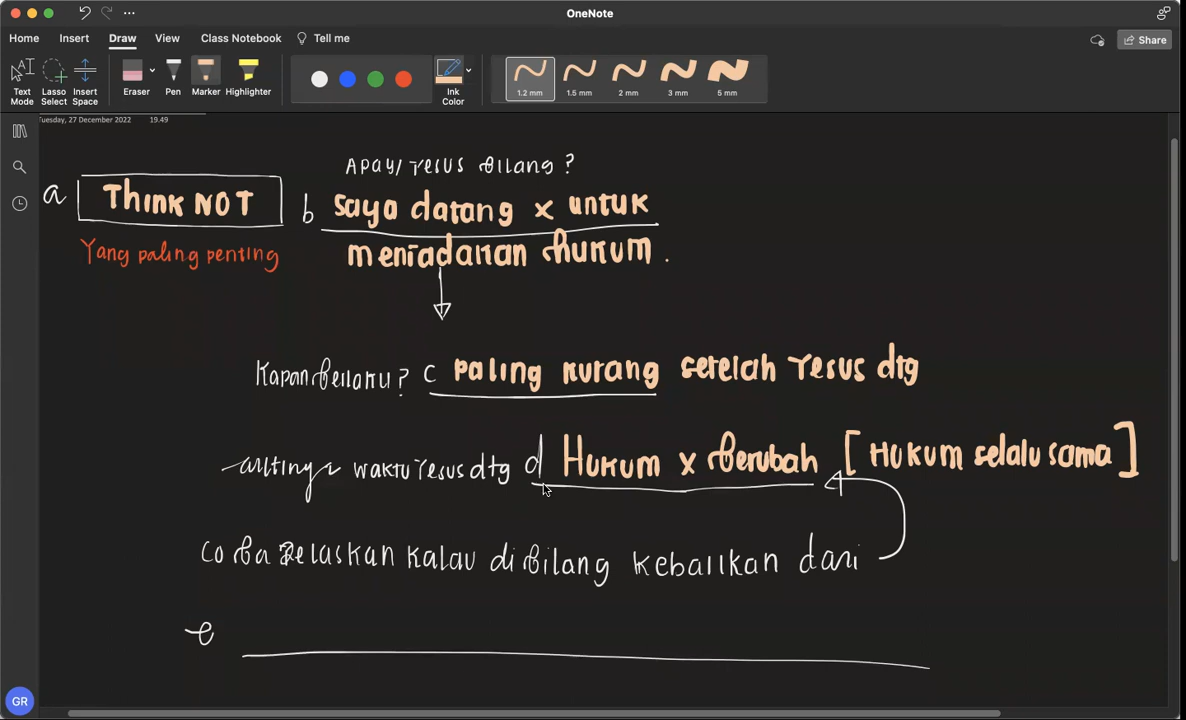 OneNote
Home Insert Draw View Class Notebook Tell me Share
Text Mode Lasso Select Insert Space Eraser Pen Marker Highlighter Ink Color 1.2 mm 1.5 mm 2 mm 3 mm 5 mm
Tuesday, 27 December 2022 19.49
Apay/ Yesus bilang?
a Think NOT b saya datang x untuk
Yang paling penting meniadakan hukum.
Kapan berlaku? c paling kurang setelah Yesus dtg
waktu Yesus dtg d Hukum x berubah [Hukum selalu sama]
coba jelaskan kalau dibilang kebalikan dari
e
GR